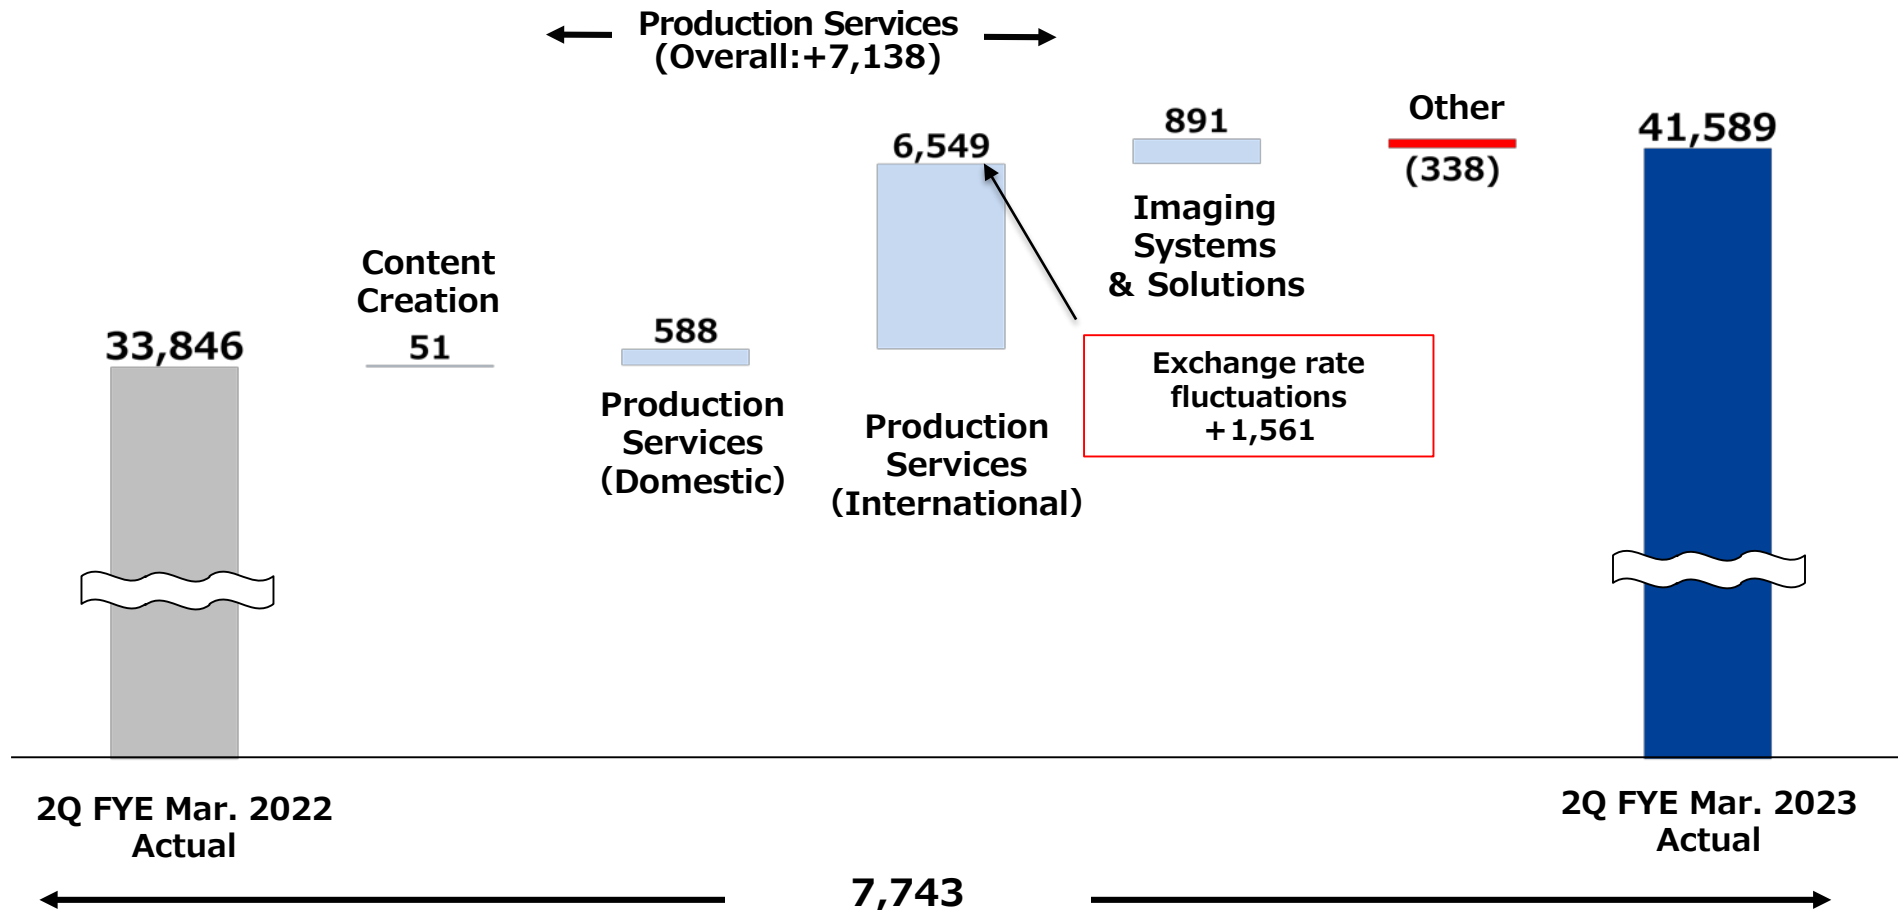 Production Services
(Overall:+7,138)
Other
891
41,589
6,549
(338)
Imaging
Systems
& Solutions
Content
Creation
588
33,846
51
Exchange rate
fluctuations
+1,561
Production
Services
(Domestic)
Production
Services
(International)
2Q FYE Mar. 2022
Actual
2Q FYE Mar. 2023
Actual
7,743